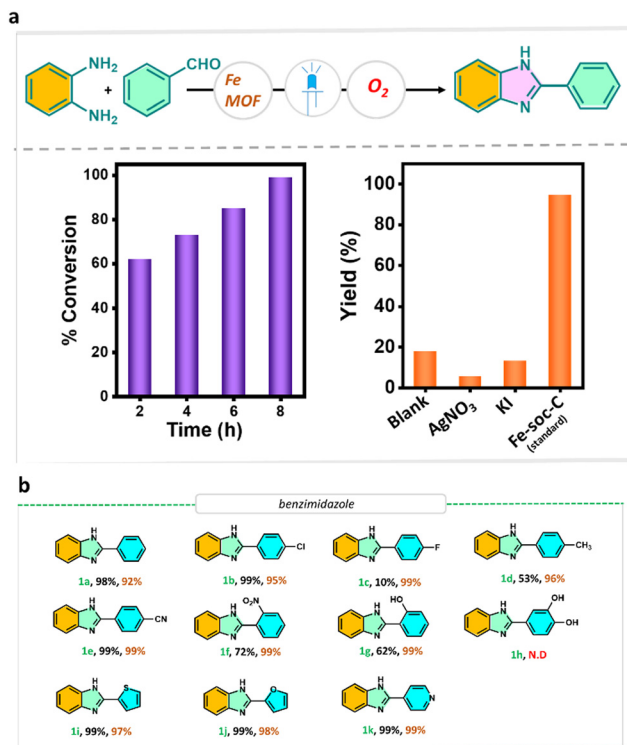 a
NH₂
NH₂
+
CHO
Fe
MOF
O₂
H
N
N
% Conversion
100
80
60
40
20
0
2 4 6 8
Time (h)
Yield (%)
100
80
60
40
20
0
Blank AgNO₃ KI Fe-soc-C
(standard)
b
benzimidazole
H
N
N
1a, 98%, 92%
H
N
N
Cl
1b, 99%, 95%
H
N
N
F
1c, 10%, 99%
H
N
N
CH₃
1d, 53%, 96%
H
N
N
CN
1e, 99%, 99%
H
N
N
O₂N
1f, 72%, 99%
H
N
N
HO
1g, 62%, 99%
H
N
N
OH
OH
1h, N.D
H
N
N
S
1i, 99%, 97%
H
N
N
O
1j, 99%, 98%
H
N
N
N
1k, 99%, 99%